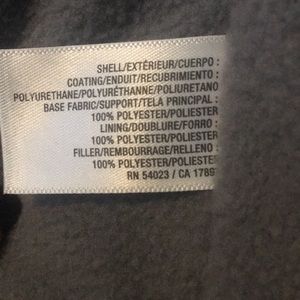 SHELL/EXTÉRIEUR/CUERPO :
COATING/ENDUIT/RECUBRIMIENTO :
POLYURETHANE/POLYURÉTHANNE/POLIURETANO
BASE FABRIC/SUPPORT/TELA PRINCIPAL :
100% POLYESTER/POLIESTER
LINING/DOUBLURE/FORRO :
100% POLYESTER/POLIESTER
FILLER/REMBOURRAGE/RELLENO :
100% POLYESTER/POLIESTER
RN 54023 / CA 1789